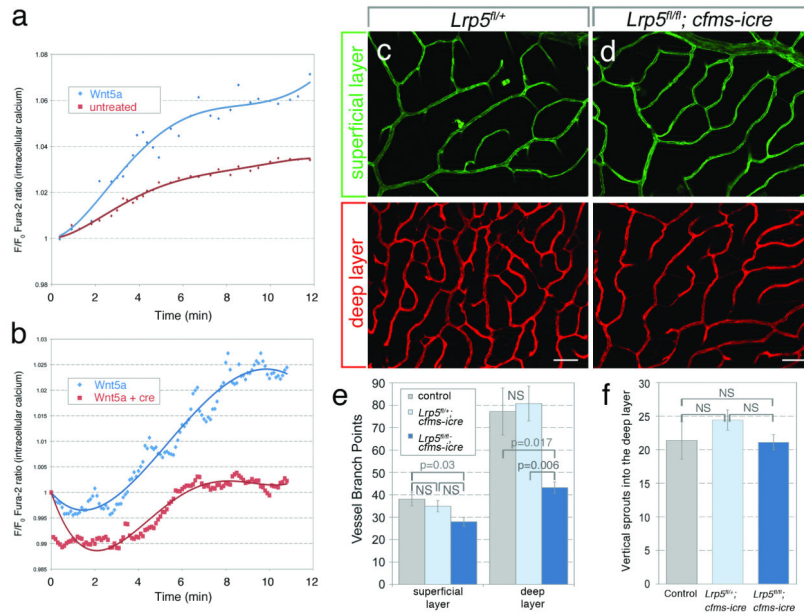 a
F/F₀ Fura-2 ratio (intracellular calcium)
1.08
1.06
1.04
1.02
1
0.98
Wnt5a
untreated
0 2 4 6 8 10 12
Time (min)
b
F/F₀ Fura-2 ratio (intracellular calcium)
1.03
1.025
1.02
1.015
1.01
1.005
1
0.995
0.99
0.985
Wnt5a
Wnt5a + cre
0 2 4 6 8 10 12
Time (min)
Lrp5fl/+
Lrp5fl/fl; cfms-icre
superficial layer
c
d
deep layer
e
Vessel Branch Points
90
80
70
60
50
40
30
20
10
0
control
Lrp5fl/+;
cfms-icre
Lrp5fl/fl;
cfms-icre
NS
p=0.017
p=0.006
p=0.03
NS NS
superficial layer
deep layer
f
Vertical sprouts into the deep layer
30
25
20
15
10
5
0
NS
NS NS
Control
Lrp5fl/+;
cfms-icre
Lrp5fl/fl;
cfms-icre